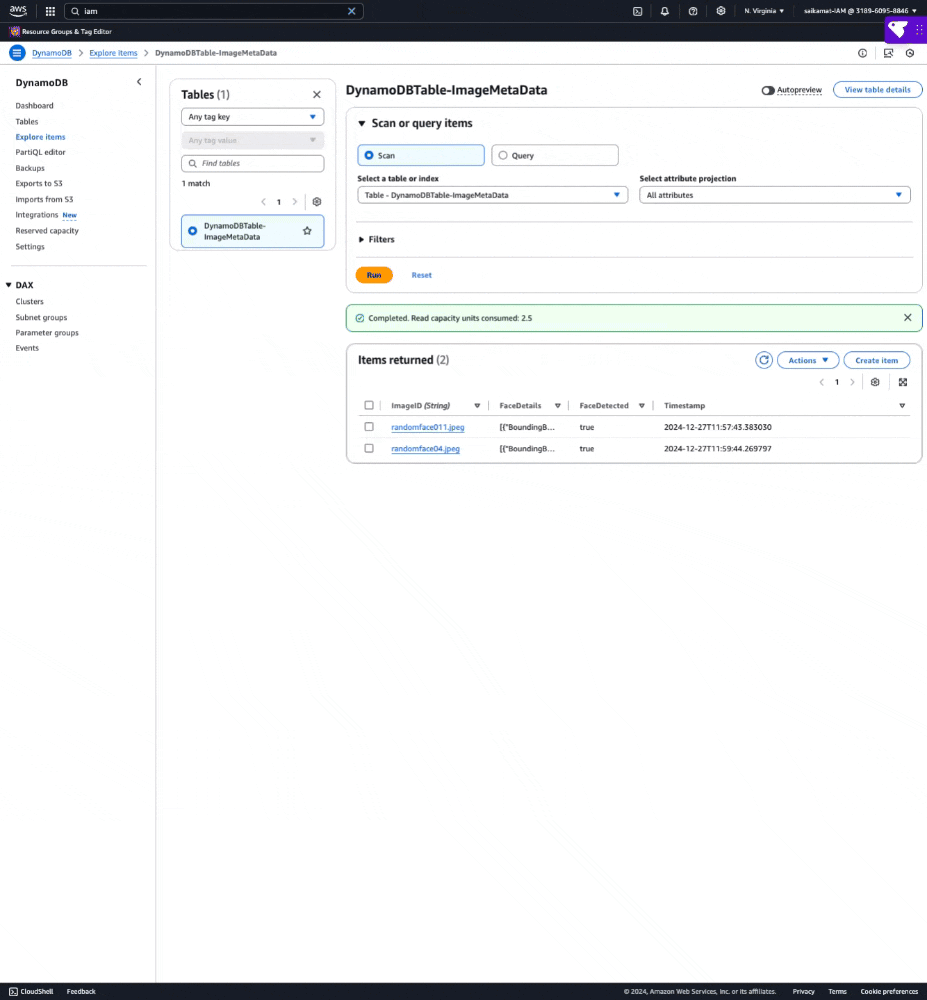 aws
iam
N. Virginia
saikamat-IAM @ 3189-6095-8846
Resource Groups & Tag Editor
DynamoDB
Explore items
DynamoDBTable-ImageMetaData
DynamoDB
Dashboard
Tables
Explore items
PartiQL editor
Backups
Exports to S3
Imports from S3
Integrations New
Reserved capacity
Settings
DAX
Clusters
Subnet groups
Parameter groups
Events
Tables (1)
Any tag key
Any tag value
Find tables
1 match
1
DynamoDBTable-
ImageMetaData
DynamoDBTable-ImageMetaData
Autopreview
View table details
Scan or query items
Scan
Query
Select a table or index
Table - DynamoDBTable-ImageMetaData
Select attribute projection
All attributes
Filters
Run
Reset
Completed. Read capacity units consumed: 2.5
Items returned (2)
Actions
Create item
1
ImageID (String) FaceDetails FaceDetected Timestamp
randomface011.jpeg [{"BoundingB... true 2024-12-27T11:57:43.383030
randomface04.jpeg [{"BoundingB... true 2024-12-27T11:59:44.269797
CloudShell Feedback
© 2024, Amazon Web Services, Inc. or its affiliates. Privacy Terms Cookie preferences